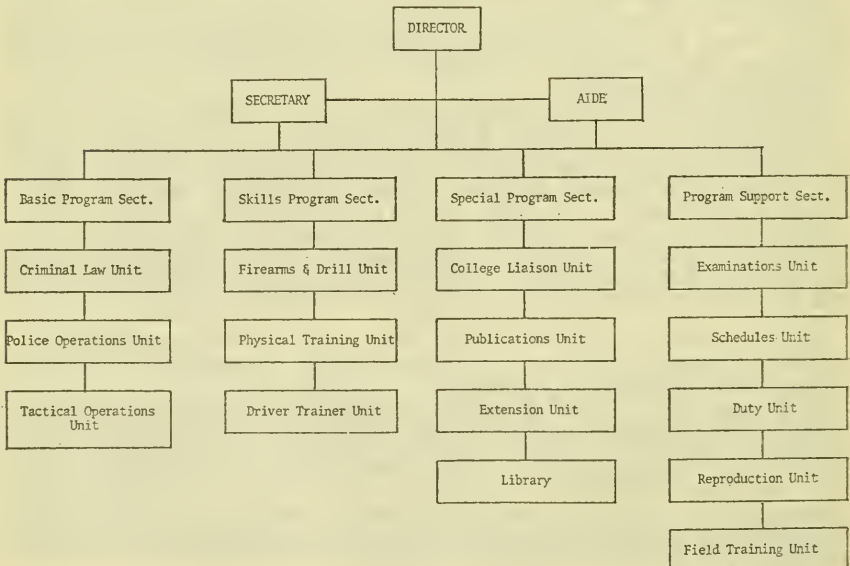 DIRECTOR
SECRETARY
AIDE
Basic Program Sect.
Skills Program Sect.
Special Program Sect.
Program Support Sect.
Criminal Law Unit
Firearms & Drill Unit
College Liaison Unit
Examinations Unit
Police Operations Unit
Physical Training Unit
Publications Unit
Schedules Unit
Tactical Operations
Unit
Driver Trainer Unit
Extension Unit
Duty Unit
Library
Reproduction Unit
Field Training Unit